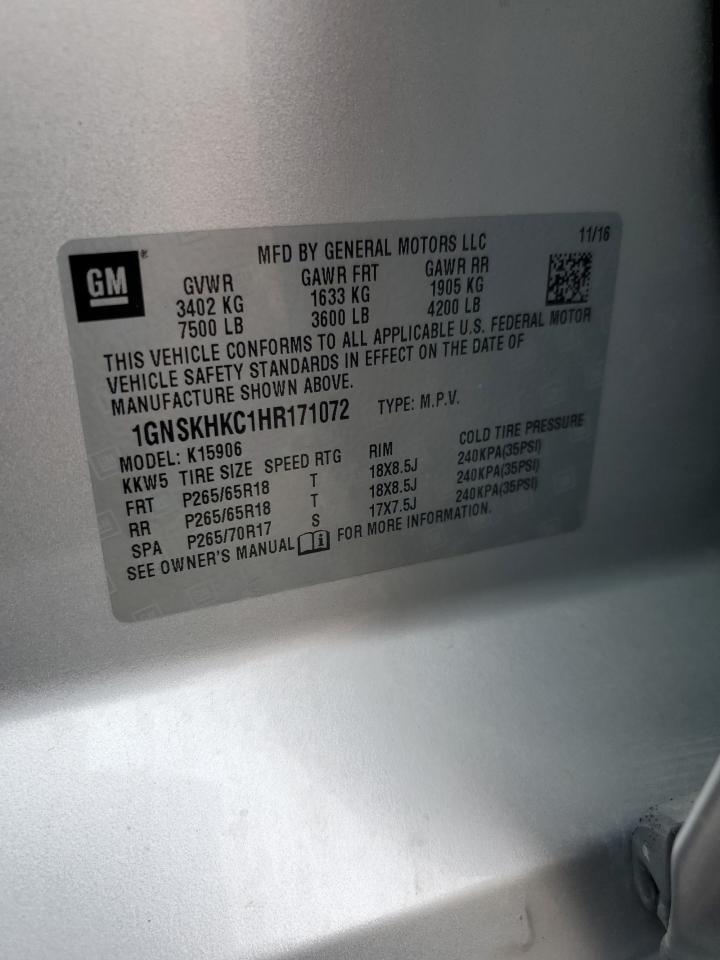 GM® MFD BY GENERAL MOTORS LLC 11/16
GVWR GAWR FRT GAWR RR
3402 KG 1633 KG 1905 KG
7500 LB 3600 LB 4200 LB
THIS VEHICLE CONFORMS TO ALL APPLICABLE U.S. FEDERAL MOTOR
VEHICLE SAFETY STANDARDS IN EFFECT ON THE DATE OF
MANUFACTURE SHOWN ABOVE.
1GNSKHKC1HR171072 TYPE: M.P.V.
MODEL: K15906
KKW5 TIRE SIZE SPEED RTG RIM COLD TIRE PRESSURE
FRT P265/65R18 T 18X8.5J 240KPA(35PSI)
RR P265/65R18 T 18X8.5J 240KPA(35PSI)
SPA P265/70R17 S 17X7.5J 240KPA(35PSI)
SEE OWNER'S MANUAL FOR MORE INFORMATION.